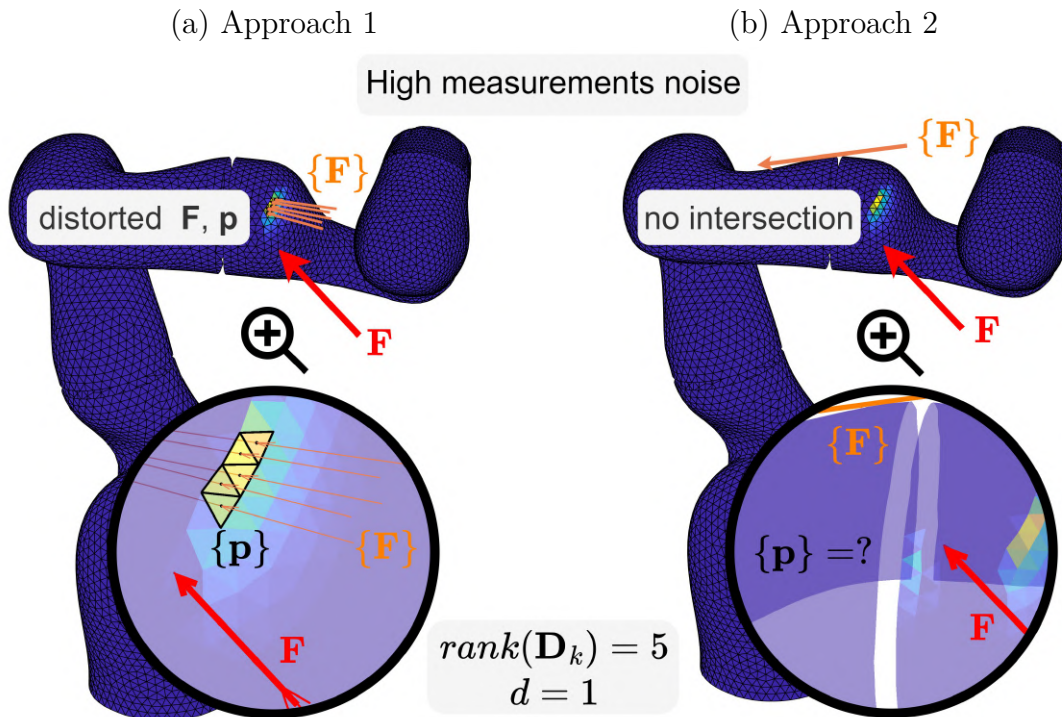 (a) Approach 1
(b) Approach 2
High measurements noise
{F}
distorted F, p
F
{p}
{F}
F
{F}
no intersection
F
{F}
{p} =?
F
rank(D_k) = 5
d = 1